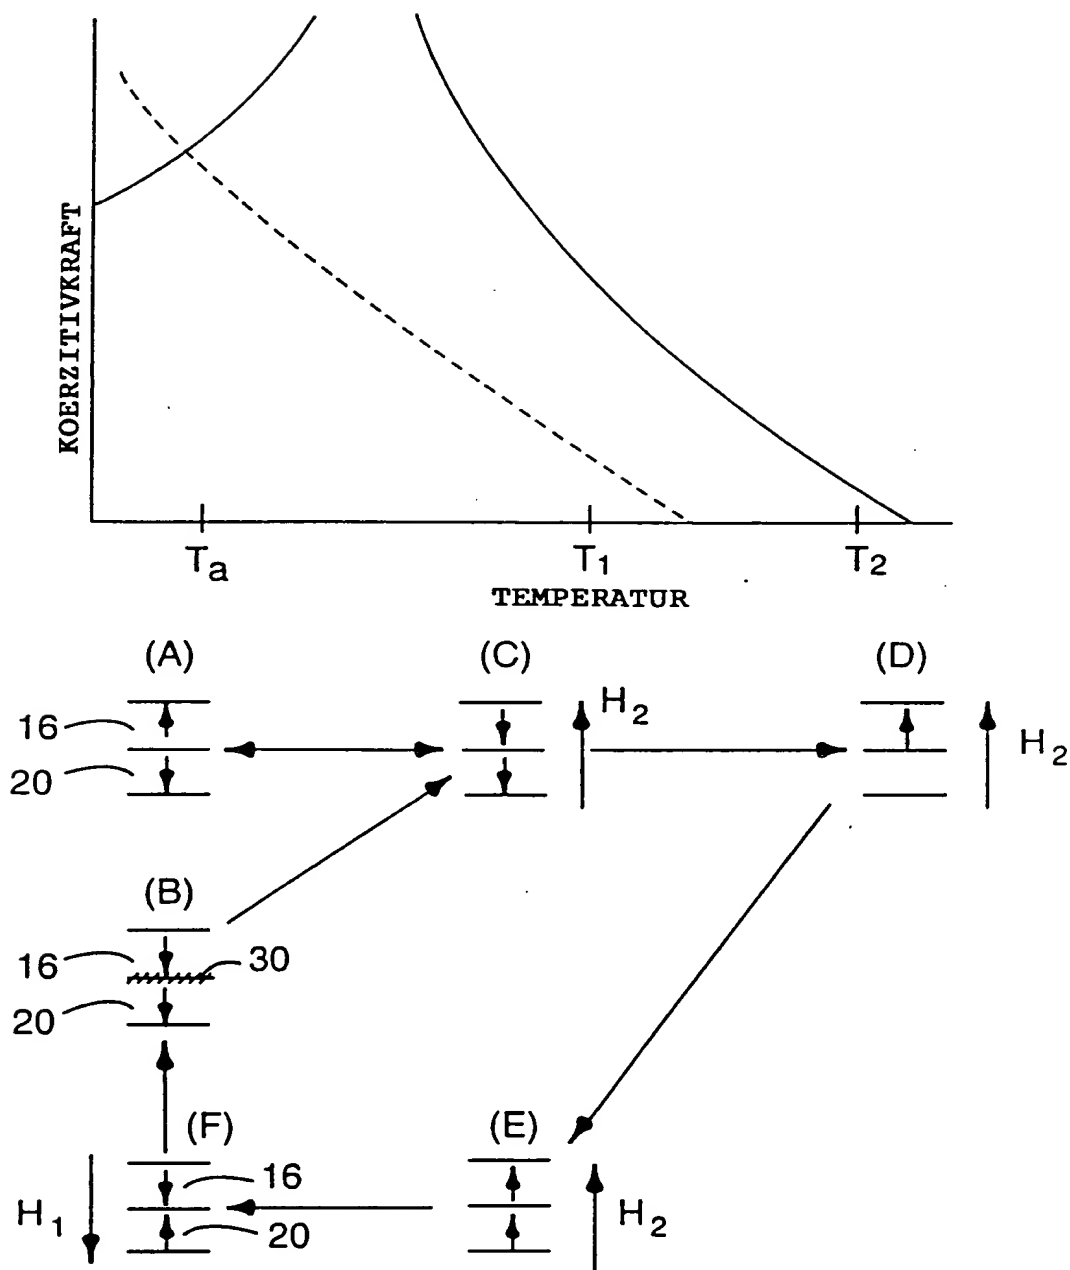 KOERZITIVKRAFT
Ta T1 T2
TEMPERATUR
(A) (C) (D)
16 H2 H2
20
(B)
16 30
20
(F) (E)
16
H1 H2
20